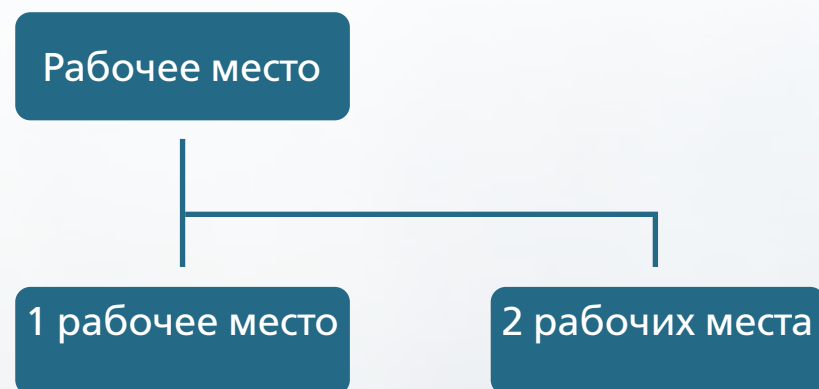 Рабочее место
1 рабочее место
2 рабочих места